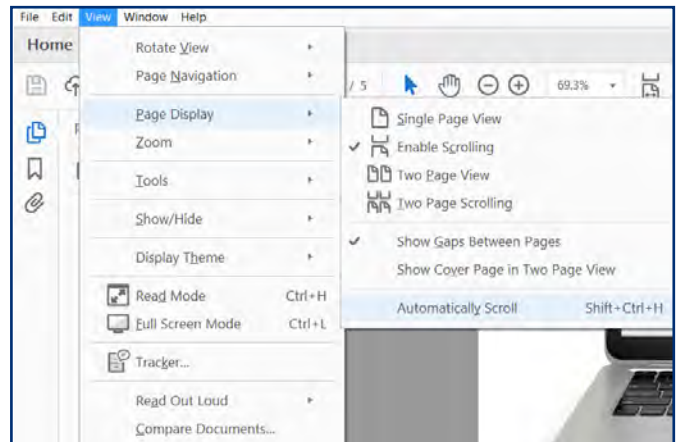 File Edit View Window Help
Home
Rotate View
Page Navigation
/ 5
69.3%
Page Display
Zoom
Tools
Show/Hide
Display Theme
Read Mode Ctrl+H
Full Screen Mode Ctrl+L
Tracker...
Read Out Loud
Compare Documents...
Single Page View
Enable Scrolling
Two Page View
Two Page Scrolling
Show Gaps Between Pages
Show Cover Page in Two Page View
Automatically Scroll Shift+Ctrl+H